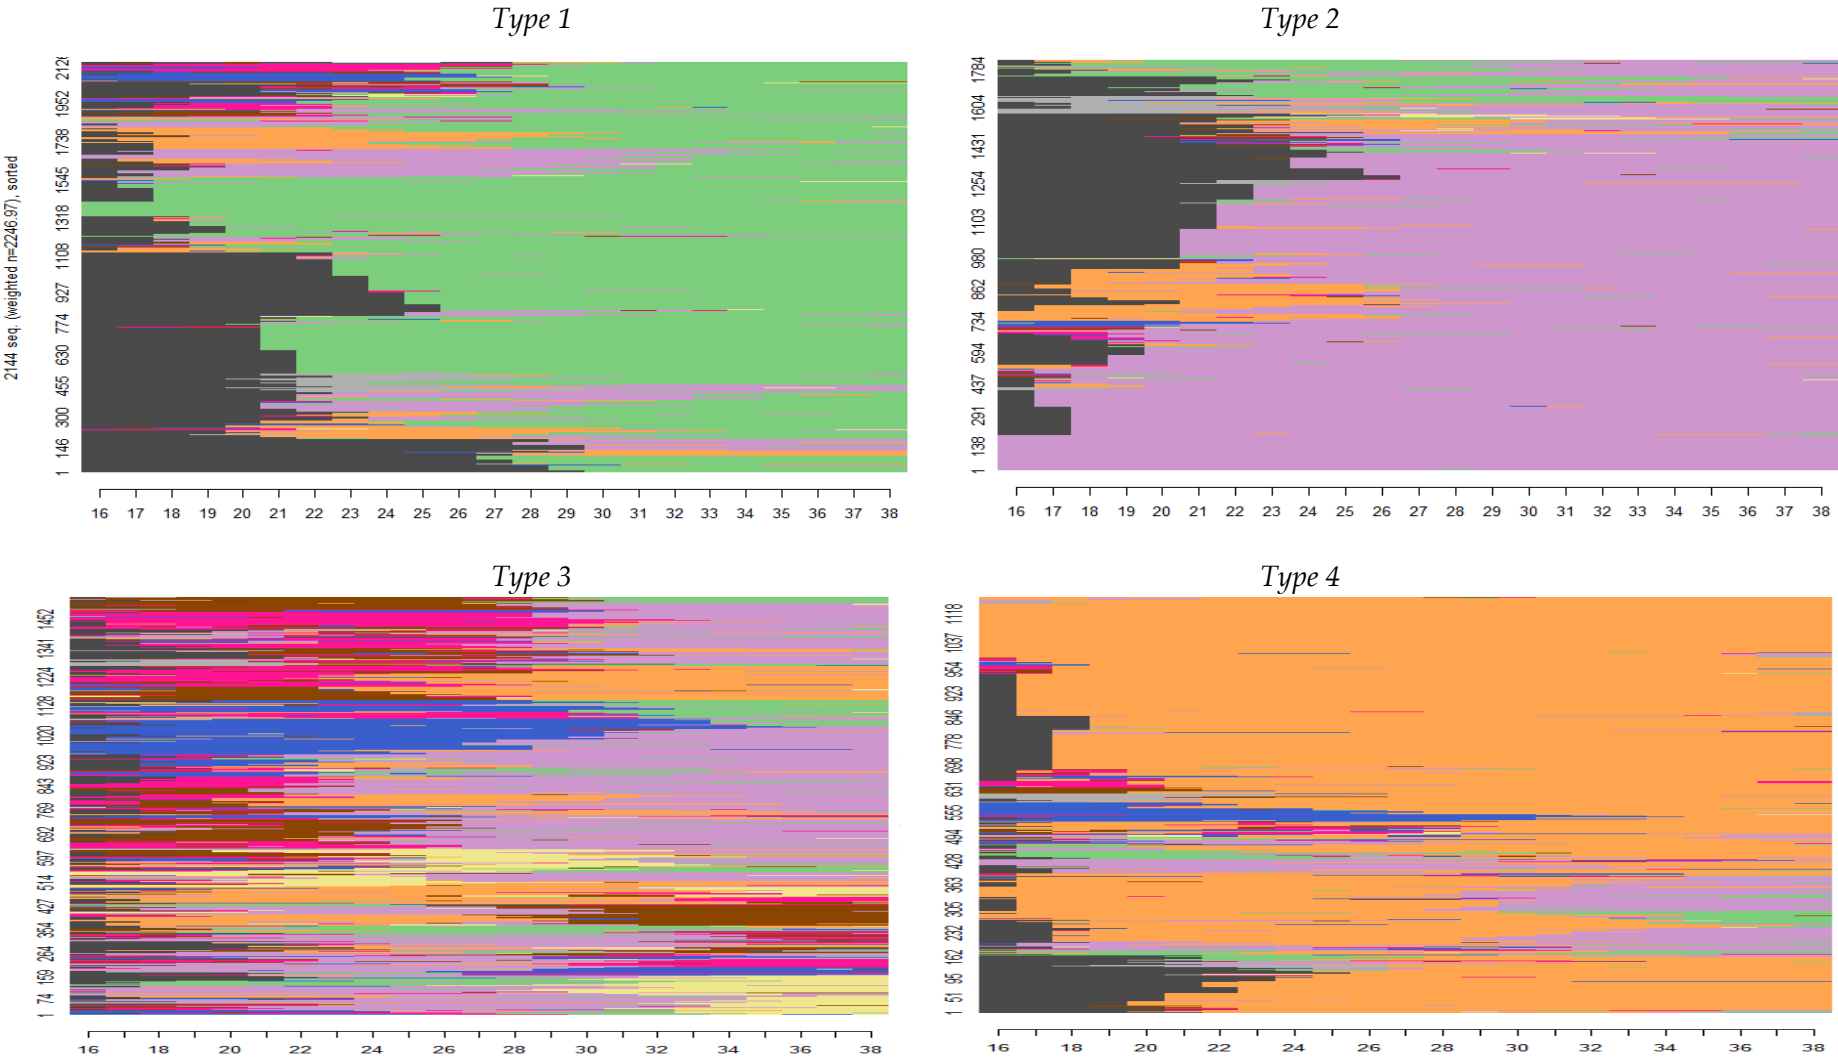 Type 1
Type 2
2144 seq. (weighted n=2246.97), sorted
1 146 300 455 630 774 927 1108 1318 1545 1738 1952
16 17 18 19 20 21 22 23 24 25 26 27 28 29 30 31 32 33 34 35 36 37 38
1 138 291 437 594 734 862 980 1103 1254 1431 1604 1784
16 17 18 19 20 21 22 23 24 25 26 27 28 29 30 31 32 33 34 35 36 37 38
Type 3
Type 4
1 74 159 264 354 427 514 597 692 769 843 923 1020 1128 1224 1341 1452
16 18 20 22 24 26 28 30 32 34 36 38
1 51 95 162 232 305 363 428 494 555 631 698 778 846 923 954 1037 1118
16 18 20 22 24 26 28 30 32 34 36 38